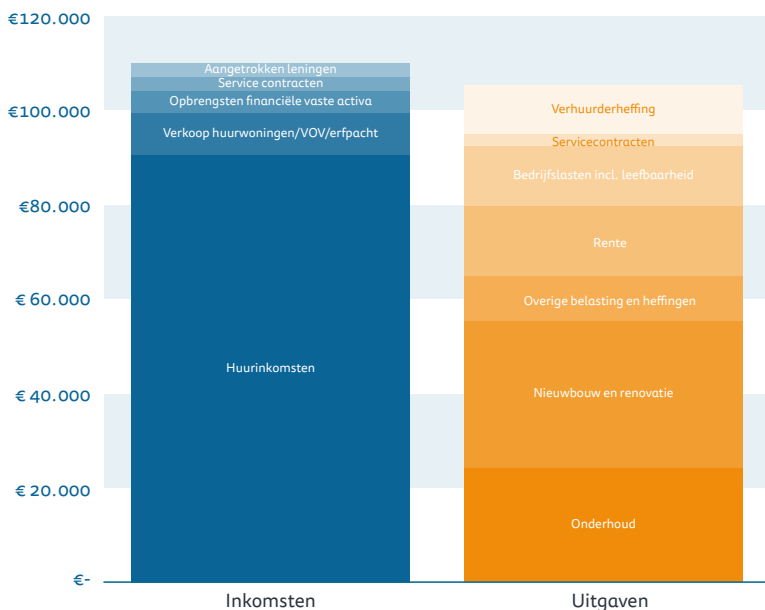 €120.000
€100.000
€80.000
€ 60.000
€ 40.000
€ 20.000
€-
Aangetrokken leningen
Service contracten
Opbrengsten financiële vaste activa
Verkoop huurwoningen/VOV/erfpacht
Huurinkomsten
Verhuurderheffing
Servicecontracten
Bedrijfslasten incl. leefbaarheid
Rente
Overige belasting en heffingen
Nieuwbouw en renovatie
Onderhoud
Inkomsten
Uitgaven